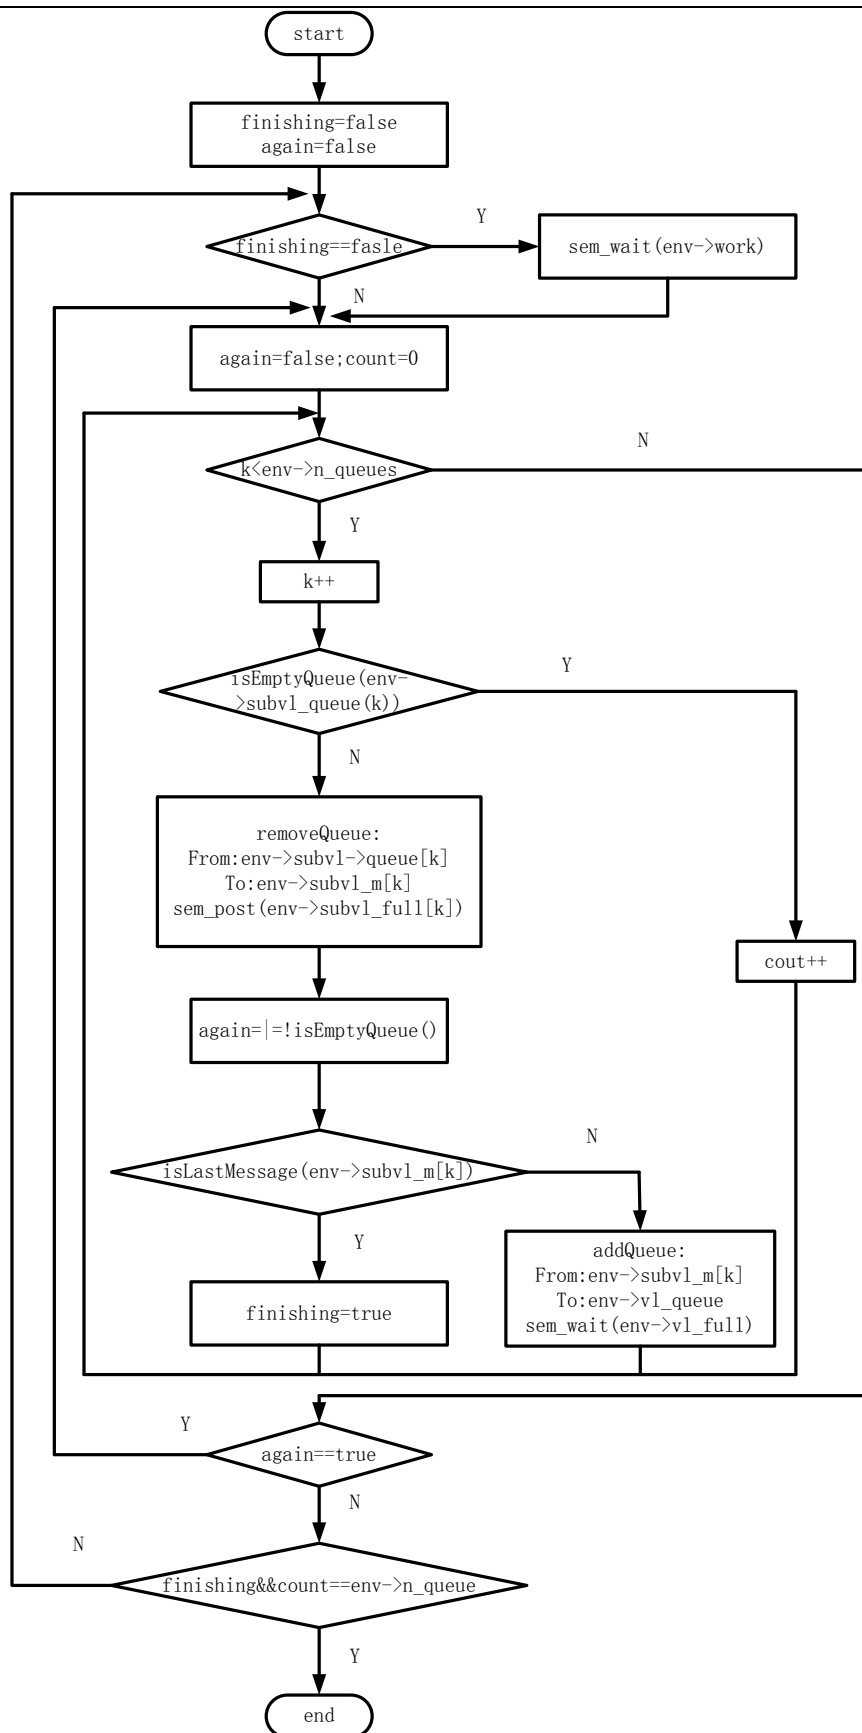 start
finishing=false
again=false
Y
finishing==fasle
sem_wait(env->work)
N
again=false;count=0
N
k<env->n_queues
Y
k++
Y
isEmptyQueue(env-
>subvl_queue(k))
N
removeQueue:
From:env->subvl->queue[k]
To:env->subvl_m[k]
sem_post(env->subvl_full[k])
cout++
again=|=!isEmptyQueue()
N
isLastMessage(env->subvl_m[k])
Y
addQueue:
From:env->subvl_m[k]
To:env->vl_queue
sem_wait(env->vl_full)
finishing=true
Y
again==true
N
N
finishing&&count==env->n_queue
Y
end